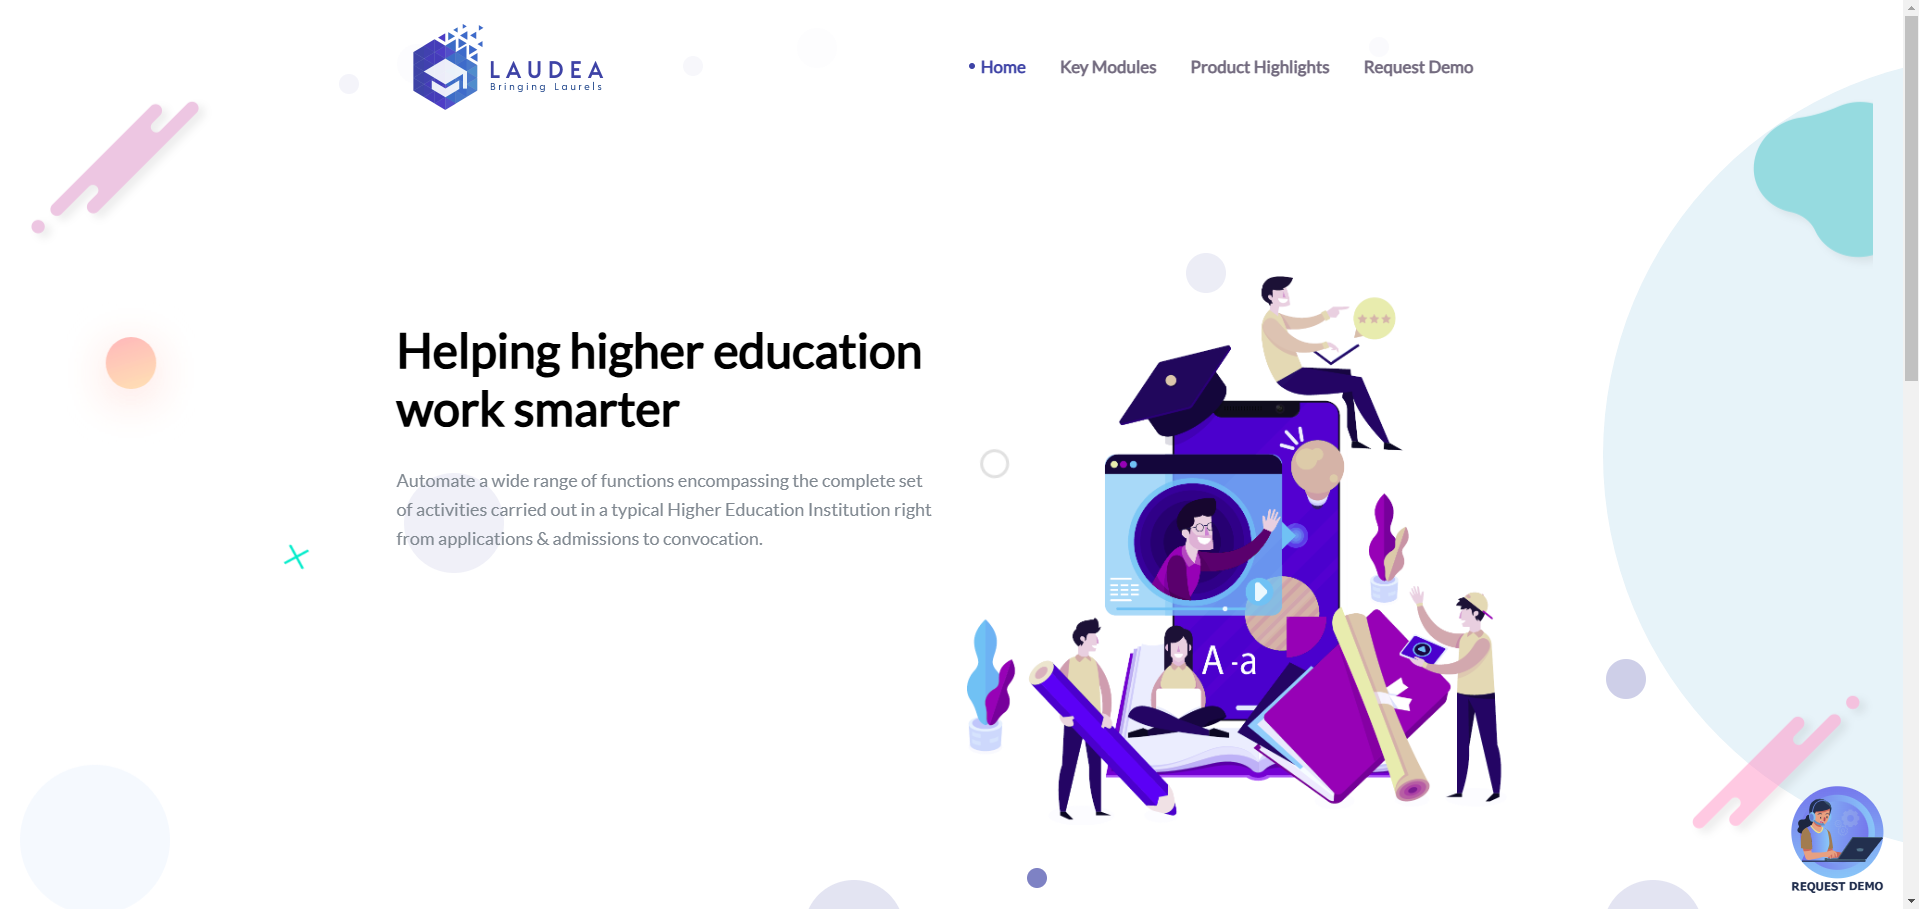 LAUDEA
Bringing Laurels
Home Key Modules Product Highlights Request Demo
Helping higher education
work smarter
Automate a wide range of functions encompassing the complete set
of activities carried out in a typical Higher Education Institution right
from applications & admissions to convocation.
A-a
REQUEST DEMO